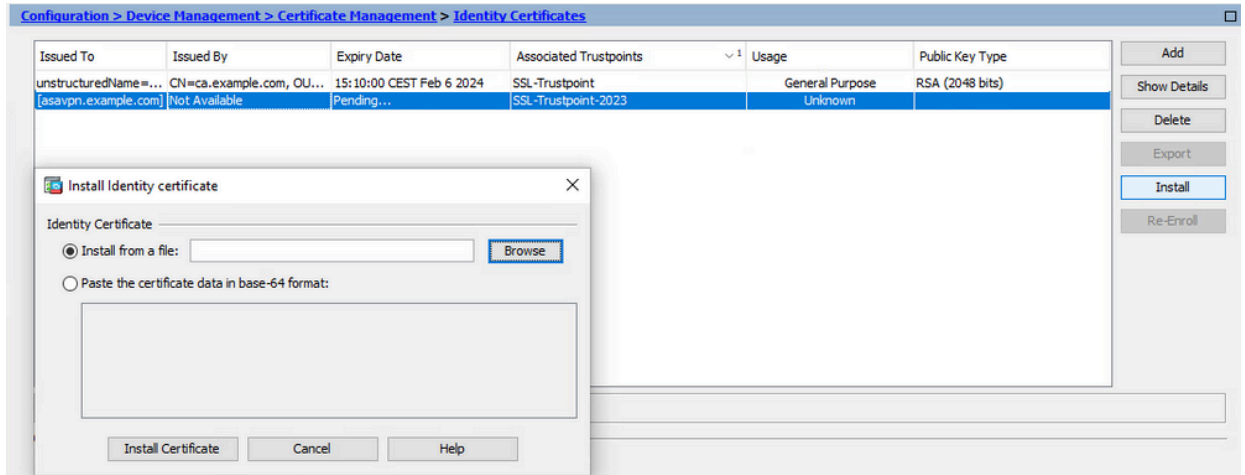 Configuration > Device Management > Certificate Management > Identity Certificates
Issued To Issued By Expiry Date Associated Trustpoints 1 Usage Public Key Type
unstructuredName=... CN=ca.example.com, OU... 15:10:00 CEST Feb 6 2024 SSL-Trustpoint General Purpose RSA (2048 bits)
[asavpn.example.com] Not Available Pending... SSL-Trustpoint-2023 Unknown
Add
Show Details
Delete
Export
Install
Re-Enroll
Install Identity certificate
Identity Certificate
Install from a file: Browse
Paste the certificate data in base-64 format:
Install Certificate Cancel Help